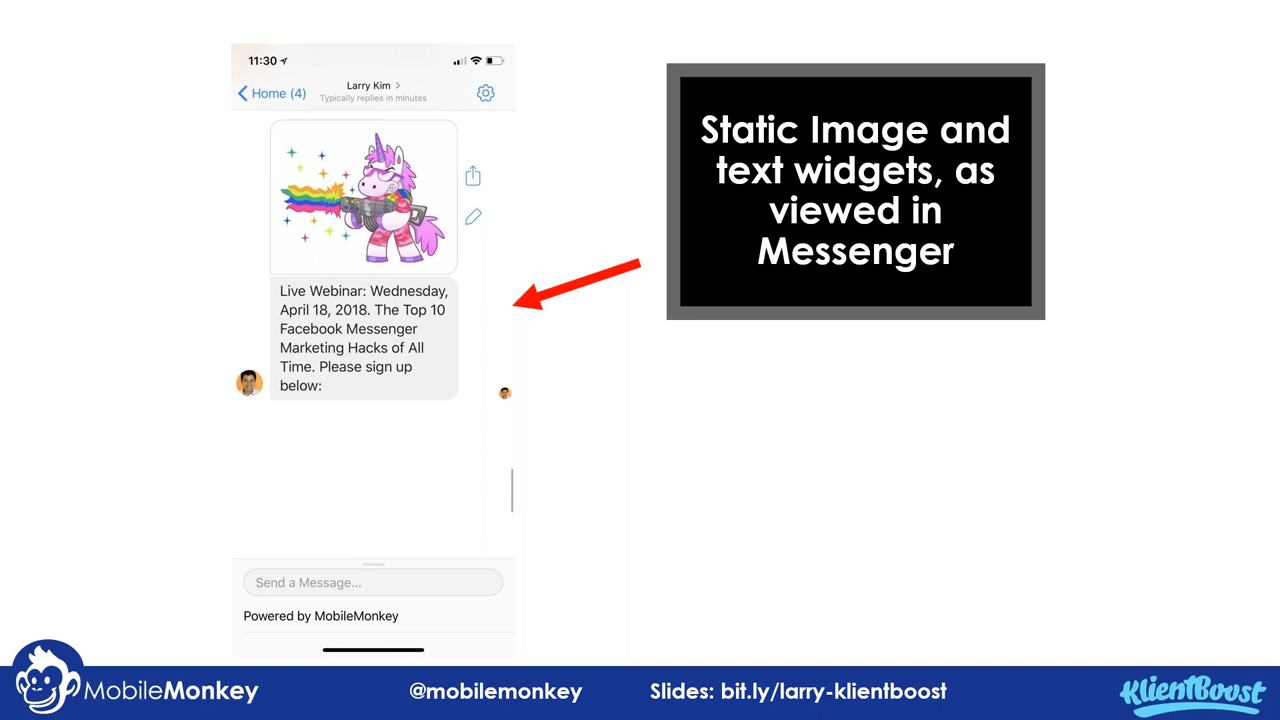 11:30
Home (4)
Larry Kim
Typically replies in minutes
Live Webinar: Wednesday,
April 18, 2018. The Top 10
Facebook Messenger
Marketing Hacks of All
Time. Please sign up
below:
Send a Message...
Powered by MobileMonkey
Static Image and
text widgets, as
viewed in
Messenger
MobileMonkey
@mobilemonkey
Slides: bit.ly/larry-klientboost
KlientBoost